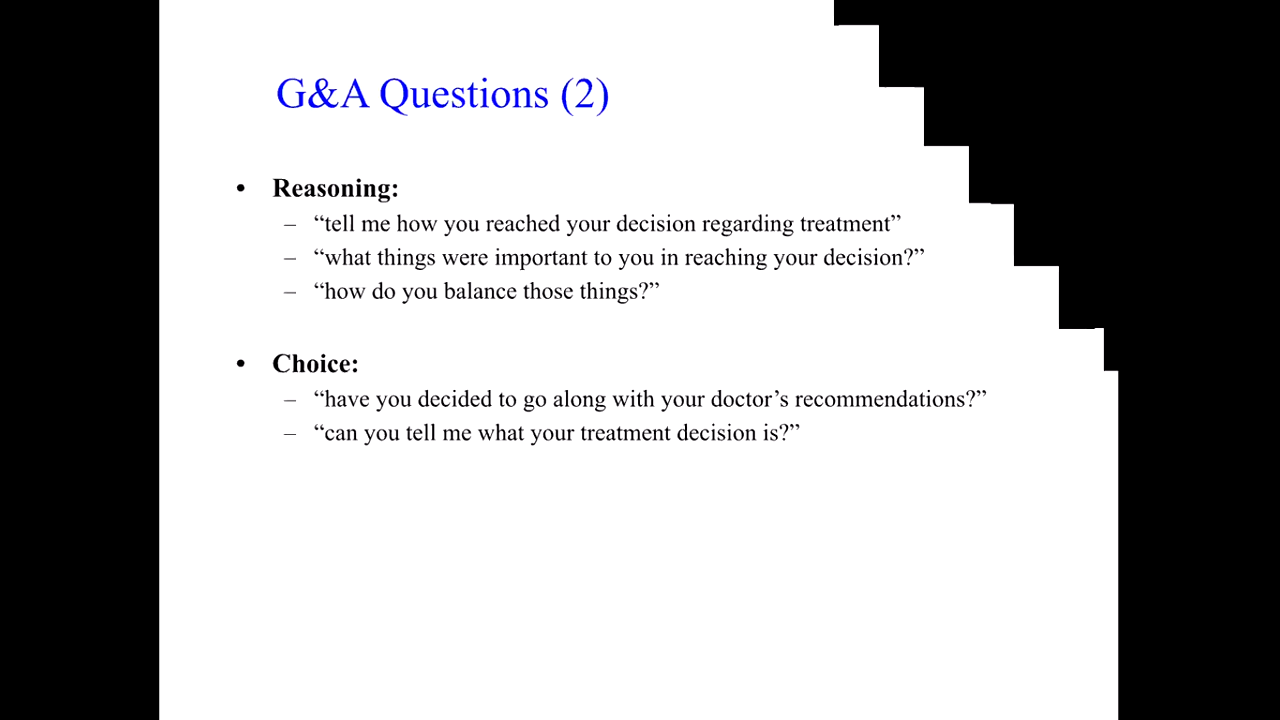 G&A Questions (2)
• Reasoning:
– “tell me how you reached your decision regarding treatment”
– “what things were important to you in reaching your decision?”
– “how do you balance those things?”
• Choice:
– “have you decided to go along with your doctor’s recommendations?”
– “can you tell me what your treatment decision is?”